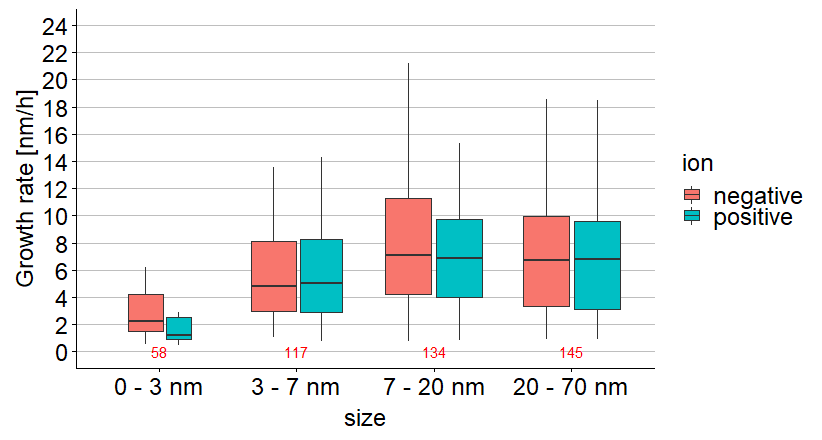 Growth rate [nm/h]
24
22
20
18
16
14
12
10
8
6
4
2
0
58
117
134
145
0 - 3 nm
3 - 7 nm
7 - 20 nm
20 - 70 nm
size
ion
negative
positive